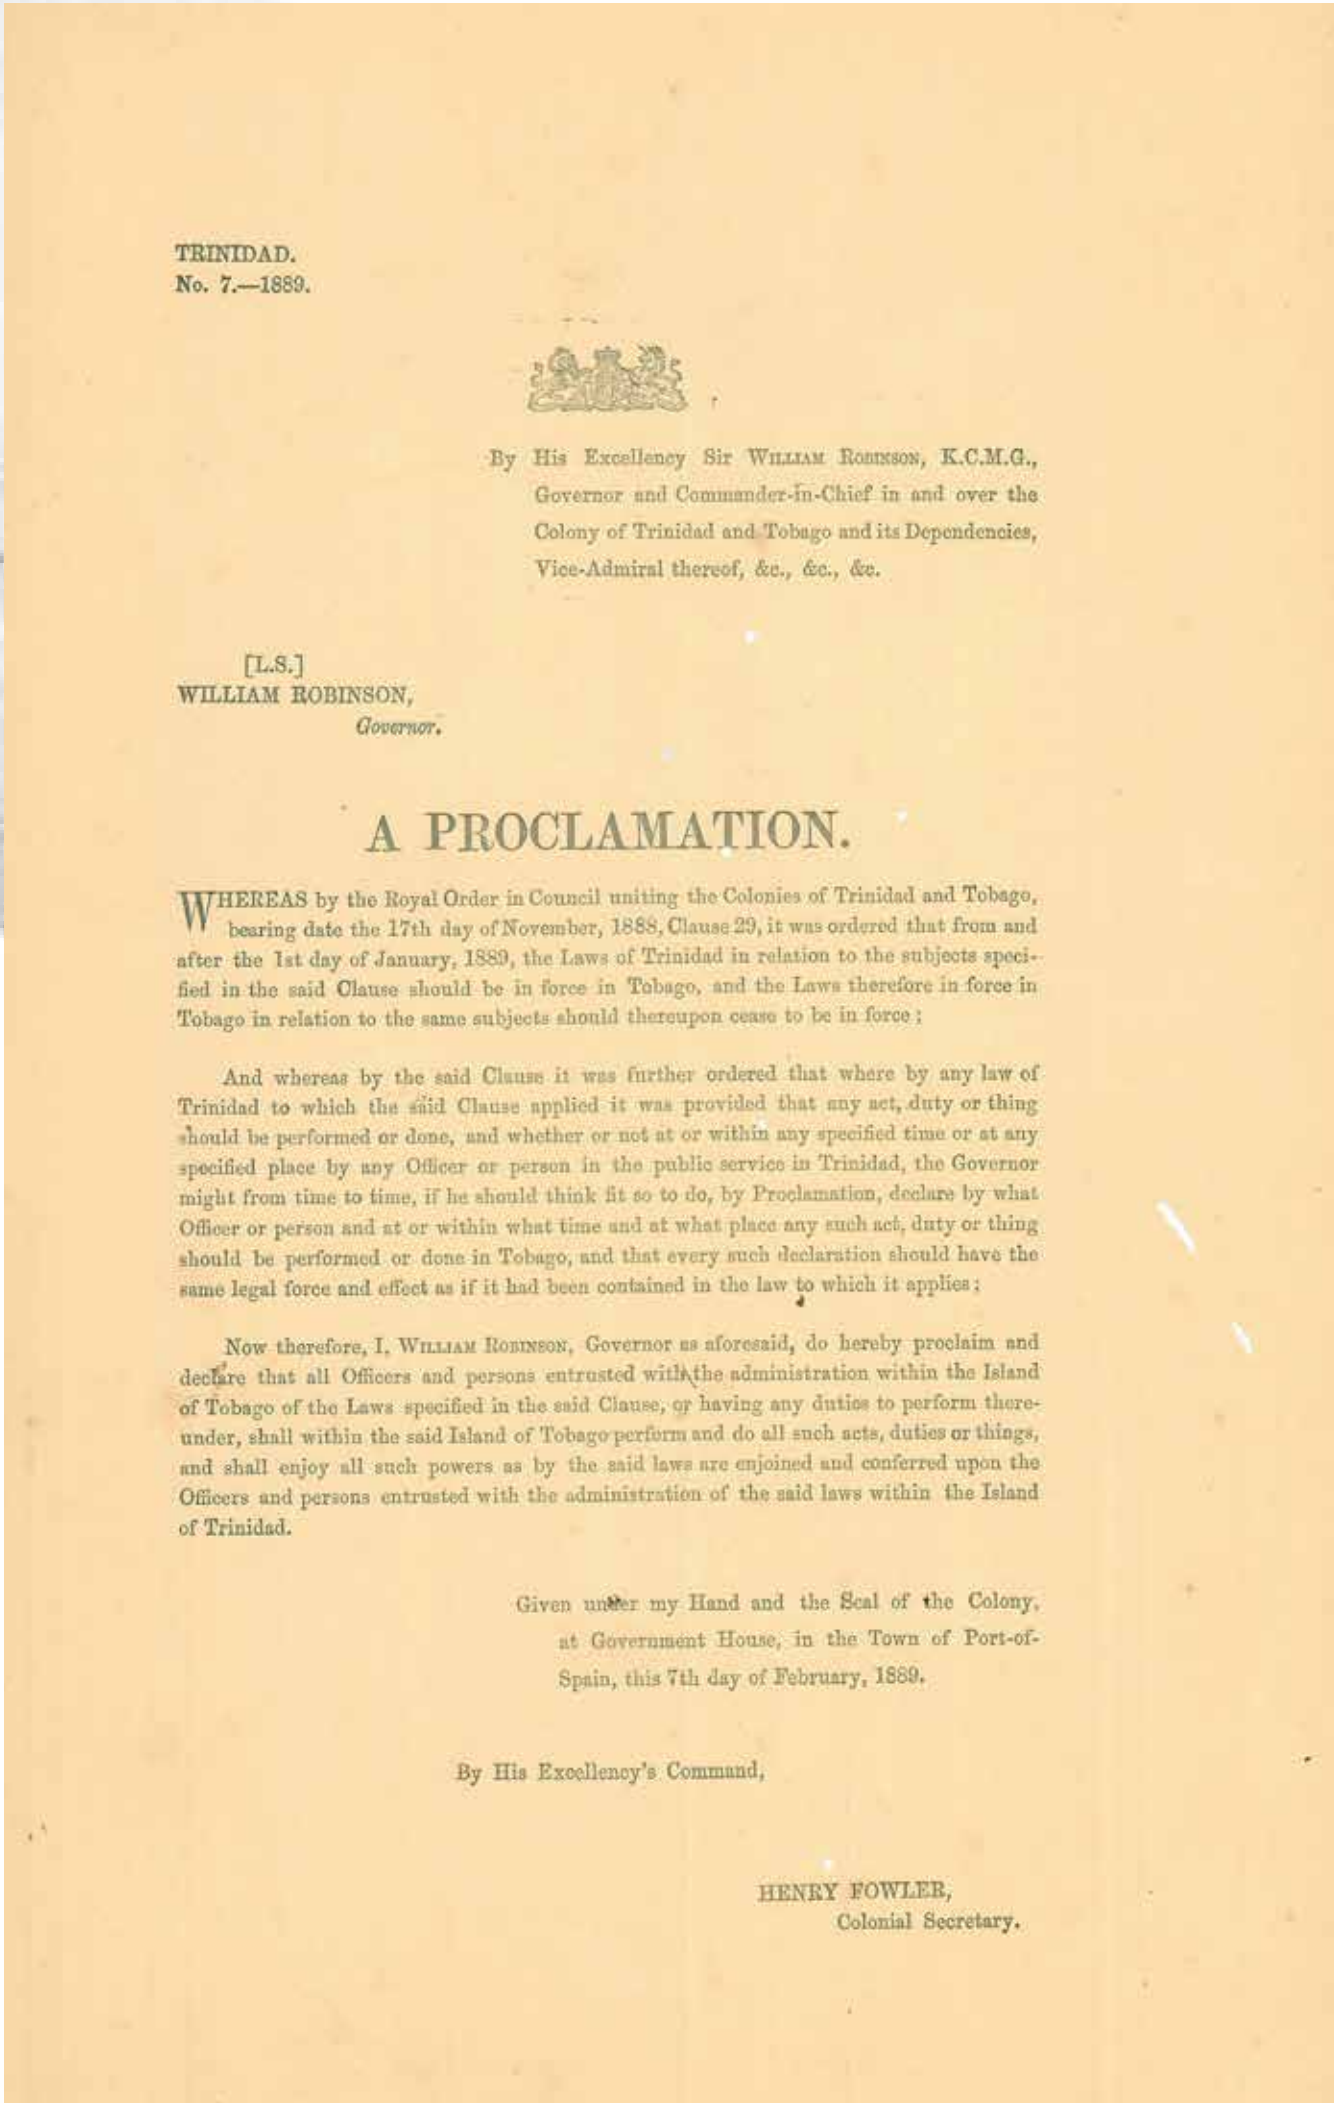 TRINIDAD.
No. 7.—1889.
By His Excellency Sir WILLIAM ROBINSON, K.C.M.G.,
Governor and Commander-in-Chief in and over the
Colony of Trinidad and Tobago and its Dependencies,
Vice-Admiral thereof, &c., &c., &c.
[L.S.]
WILLIAM ROBINSON,
Governor.
A PROCLAMATION.
WHEREAS by the Royal Order in Council uniting the Colonies of Trinidad and Tobago,
bearing date the 17th day of November, 1888, Clause 29, it was ordered that from and
after the 1st day of January, 1889, the Laws of Trinidad in relation to the subjects speci-
fied in the said Clause should be in force in Tobago, and the Laws therefore in force in
Tobago in relation to the same subjects should thereupon cease to be in force;
And whereas by the said Clause it was further ordered that where by any law of
Trinidad to which the said Clause applied it was provided that any act, duty or thing
should be performed or done, and whether or not at or within any specified time or at any
specified place by any Officer or person in the public service in Trinidad, the Governor
might from time to time, if he should think fit so to do, by Proclamation, declare by what
Officer or person and at or within what time and at what place any such act, duty or thing
should be performed or done in Tobago, and that every such declaration should have the
same legal force and effect as if it had been contained in the law to which it applies;
Now therefore, I, WILLIAM ROBINSON, Governor as aforesaid, do hereby proclaim and
declare that all Officers and persons entrusted with the administration within the Island
of Tobago of the Laws specified in the said Clause, or having any duties to perform there-
under, shall within the said Island of Tobago perform and do all such acts, duties or things,
and shall enjoy all such powers as by the said laws are enjoined and conferred upon the
Officers and persons entrusted with the administration of the said laws within the Island
of Trinidad.
Given under my Hand and the Seal of the Colony,
at Government House, in the Town of Port-of-
Spain, this 7th day of February, 1889.
By His Excellency's Command,
HENRY FOWLER,
Colonial Secretary.